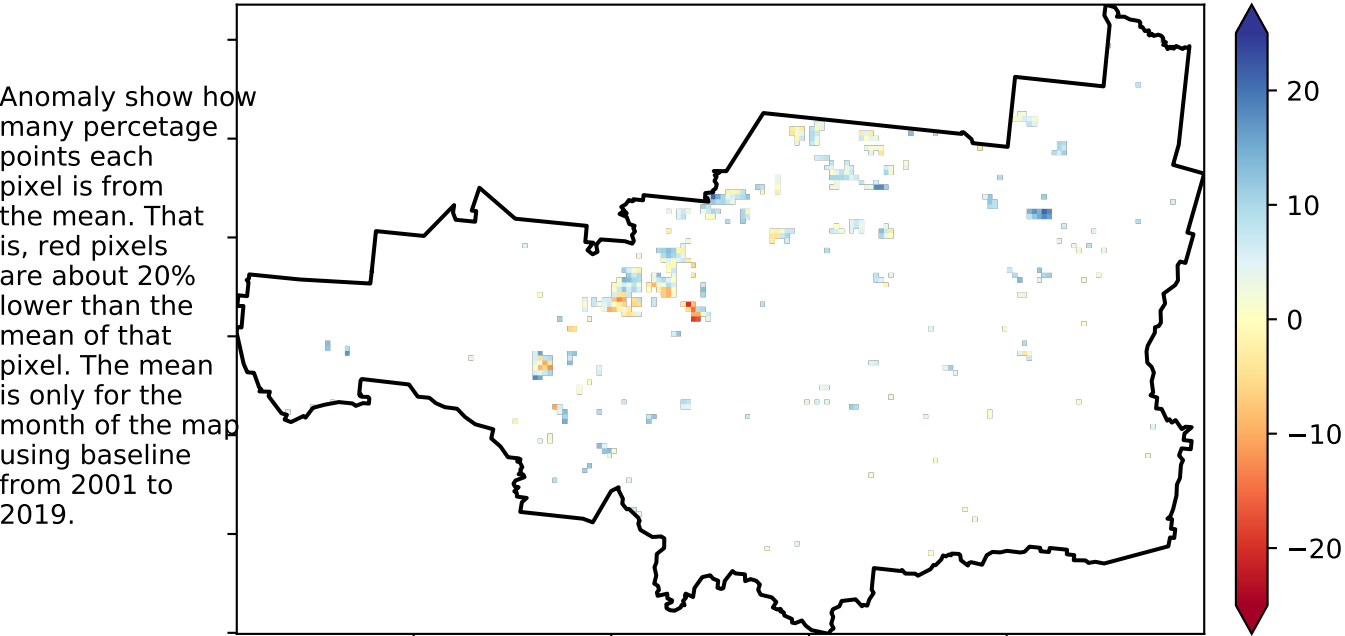 Anomaly show how
many percetage
points each
pixel is from
the mean. That
is, red pixels
are about 20%
lower than the
mean of that
pixel. The mean
is only for the
month of the map
using baseline
from 2001 to
2019.
20
10
0
−10
−20